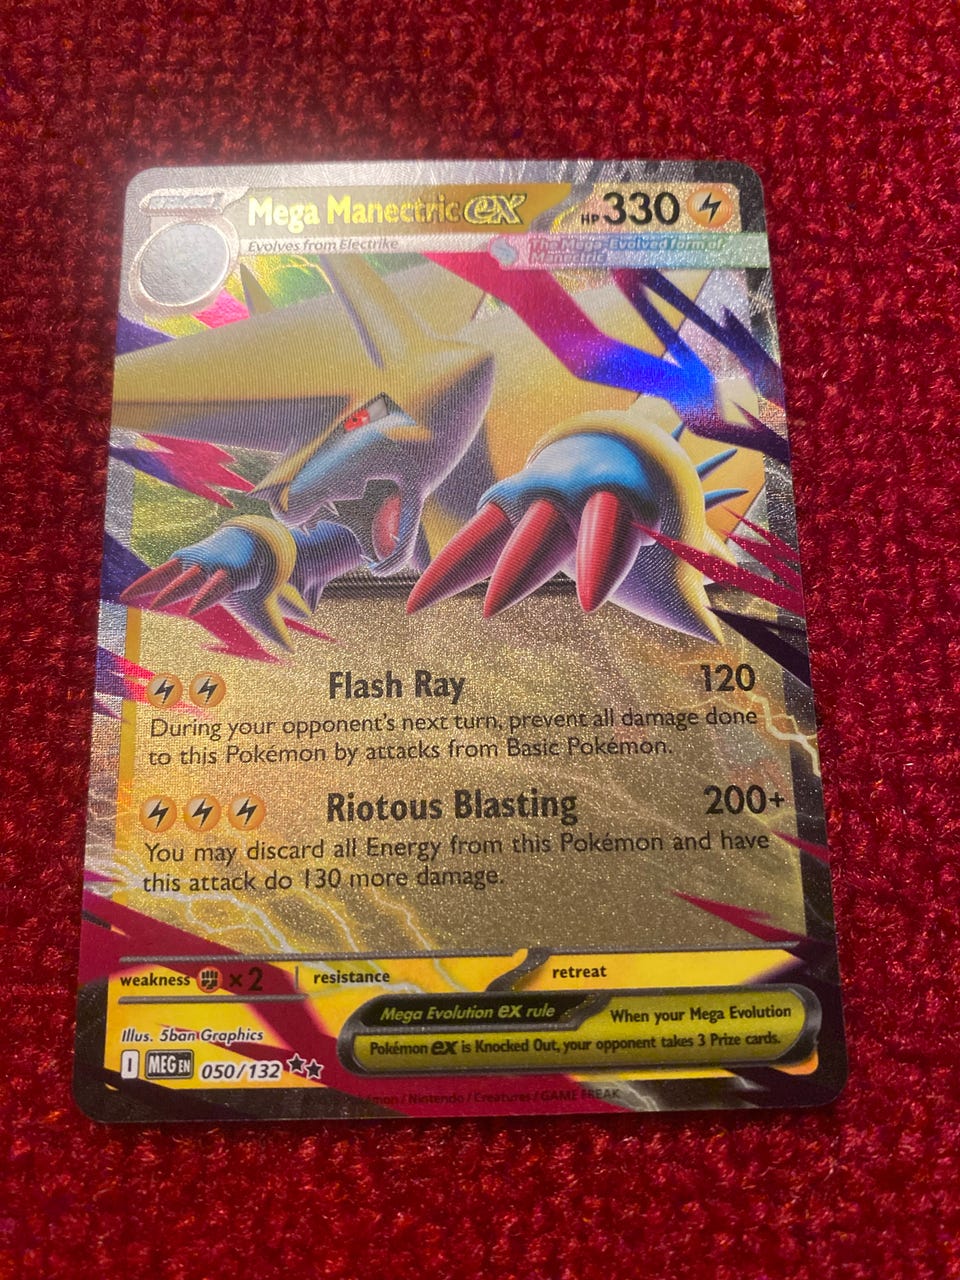 Mega Manectric ex HP 330
Evolves from Electrike
The Mega-Evolved form of
Manectric
Flash Ray 120
During your opponent's next turn, prevent all damage done
to this Pokémon by attacks from Basic Pokémon.
Riotous Blasting 200+
You may discard all Energy from this Pokémon and have
this attack do 130 more damage.
weakness ×2 resistance retreat
Mega Evolution ex rule When your Mega Evolution
Pokémon ex is Knocked Out, your opponent takes 3 Prize cards.
Illus. 5ban Graphics
I MEG EN 050/132
/Nintendo/Creatures/GAME FREAK